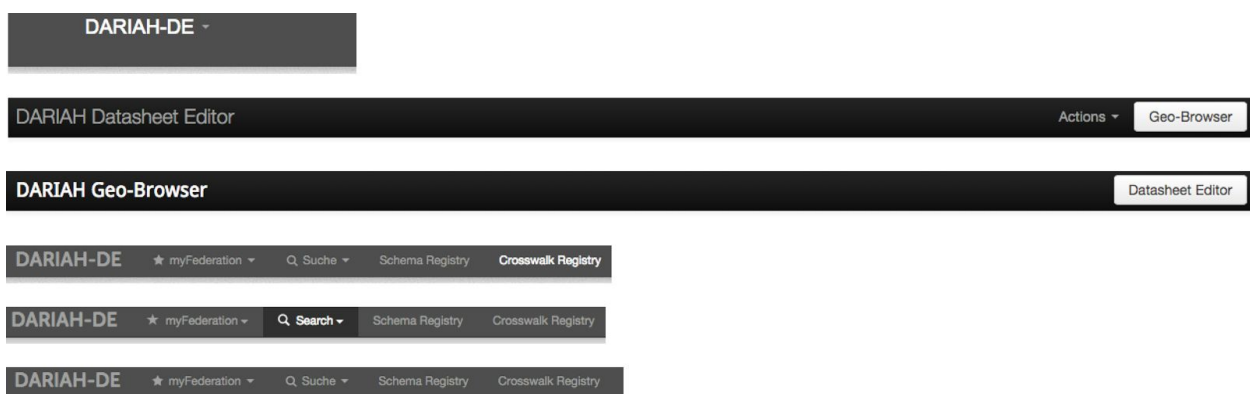 DARIAH-DE
DARIAH Datasheet Editor Actions Geo-Browser
DARIAH Geo-Browser Datasheet Editor
DARIAH-DE myFederation Suche Schema Registry Crosswalk Registry
DARIAH-DE myFederation Search Schema Registry Crosswalk Registry
DARIAH-DE myFederation Suche Schema Registry Crosswalk Registry